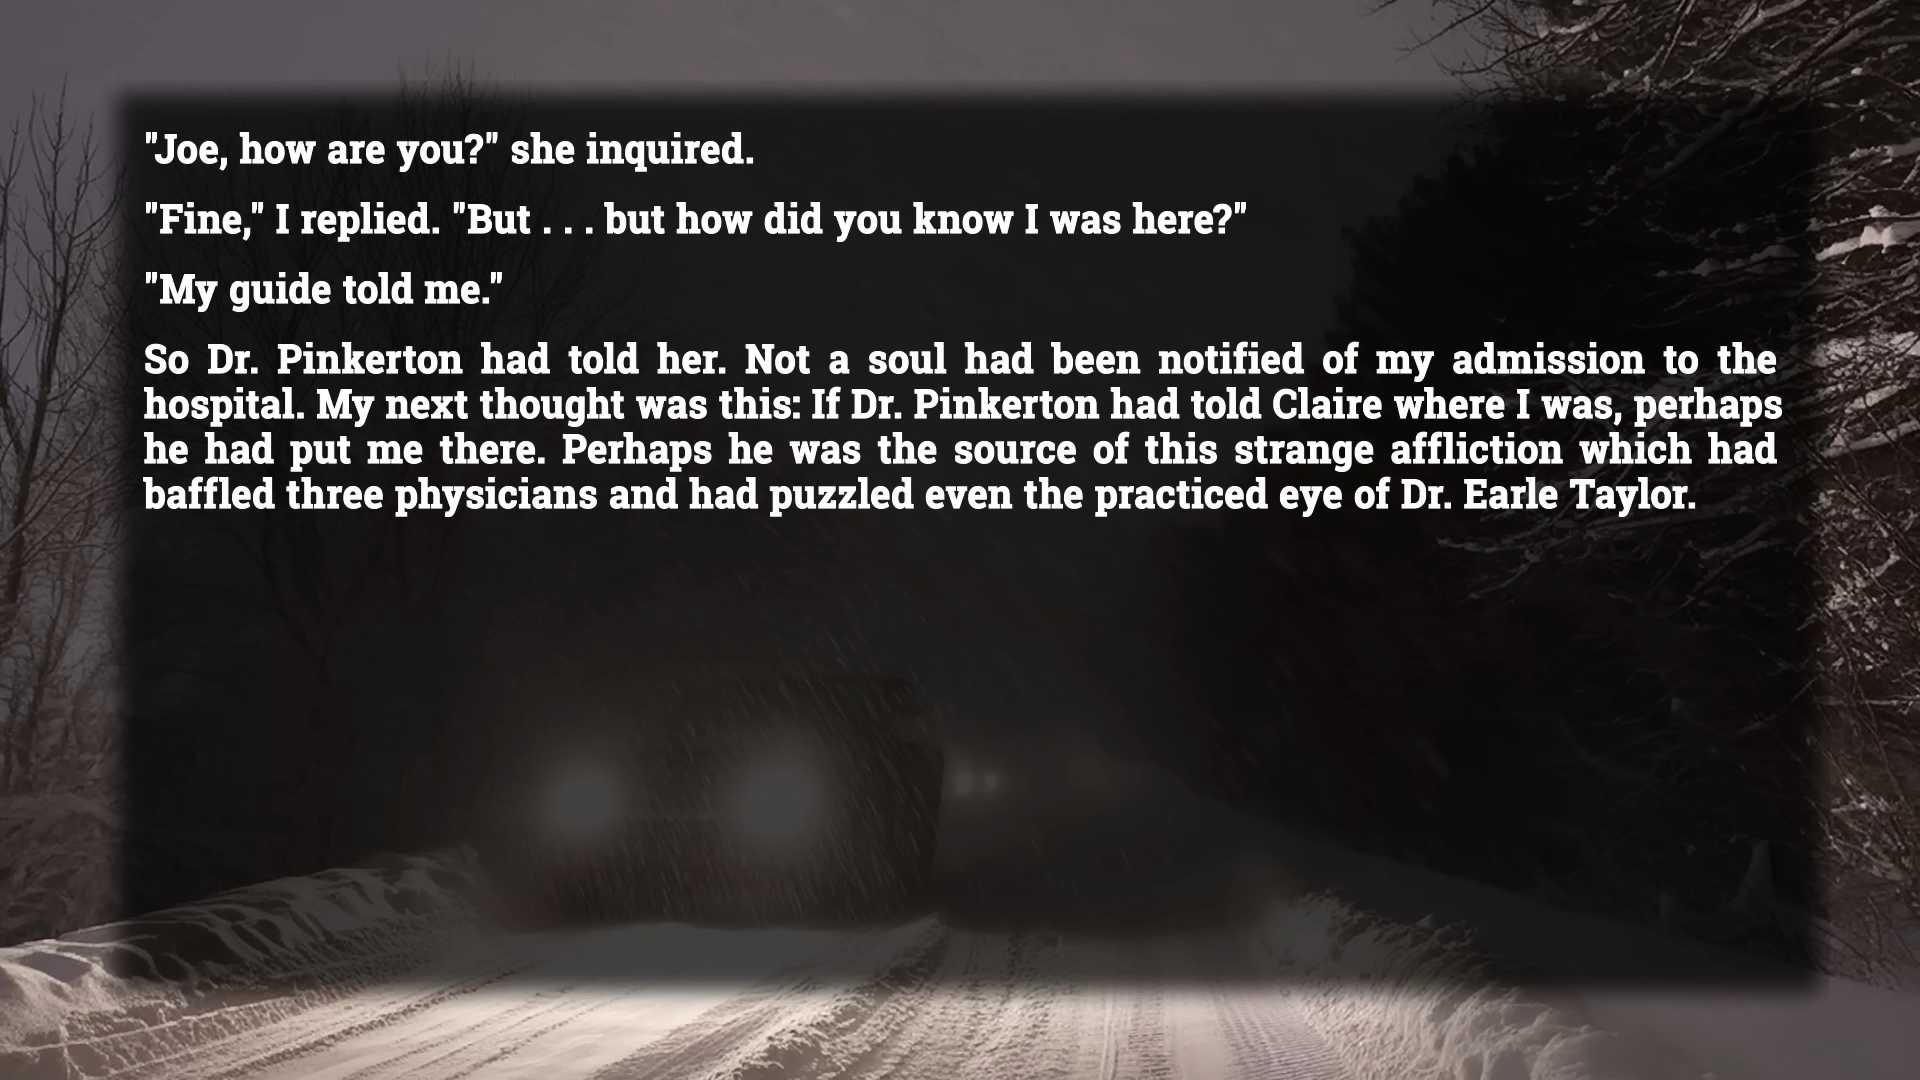 "Joe, how are you?" she inquired.
"Fine," I replied. "But . . . but how did you know I was here?"
"My guide told me."
So Dr. Pinkerton had told her. Not a soul had been notified of my admission to the
hospital. My next thought was this: If Dr. Pinkerton had told Claire where I was, perhaps
he had put me there. Perhaps he was the source of this strange affliction which had
baffled three physicians and had puzzled even the practiced eye of Dr. Earle Taylor.